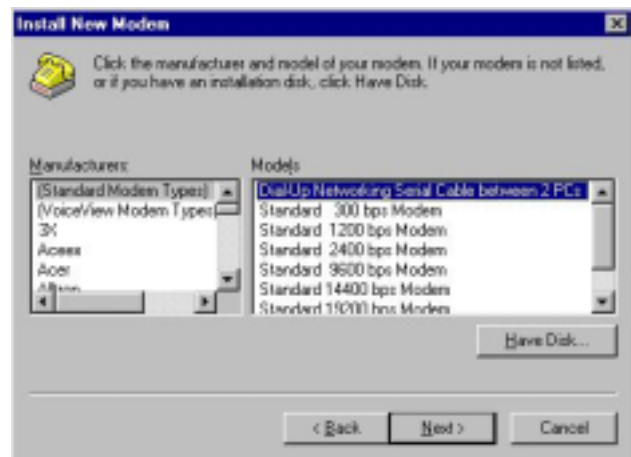 Install New Modem
Click the manufacturer and model of your modem. If your modem is not listed,
or if you have an installation disk, click Have Disk.
Manufacturers:
(Standard Modem Types)
(VoiceView Modem Types
3X
Aceex
Acer
Models
Dial-Up Networking Serial Cable between 2 PCs
Standard 300 bps Modem
Standard 1200 bps Modem
Standard 2400 bps Modem
Standard 9600 bps Modem
Standard 14400 bps Modem
Standard 19200 bps Modem
Have Disk...
< Back
Next >
Cancel